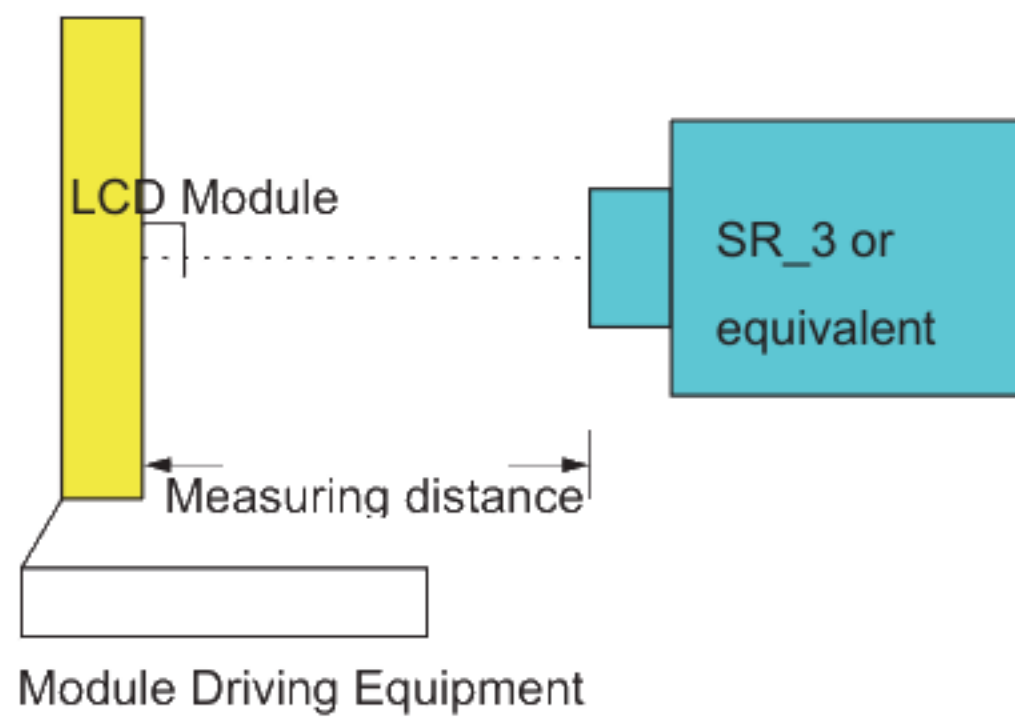 LCD Module
SR_3 or
equivalent
Measuring distance
Module Driving Equipment